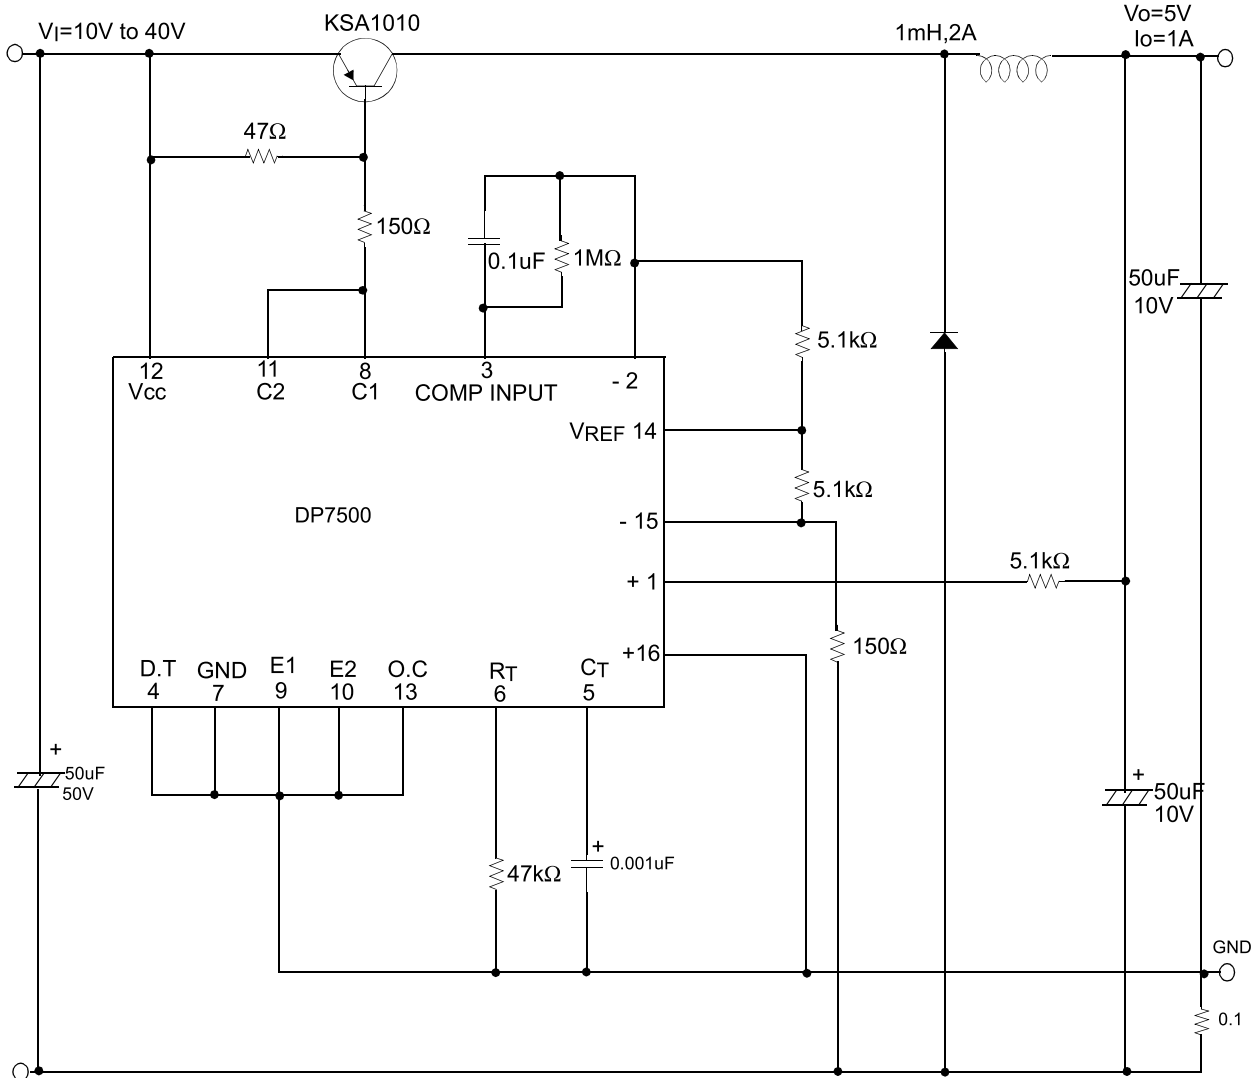 KSA1010
VI=10V to 40V
1mH,2A
Vo=5V
Io=1A
47Ω
150Ω
0.1uF
1MΩ
50uF
10V
5.1kΩ
12
Vcc
11
C2
8
C1
3
COMP INPUT
- 2
VREF 14
5.1kΩ
DP7500
- 15
5.1kΩ
+ 1
150Ω
+16
D.T
4
GND
7
E1
9
E2
10
O.C
13
RT
6
CT
5
+
50uF
50V
+
50uF
10V
47kΩ
+
0.001uF
GND
0.1